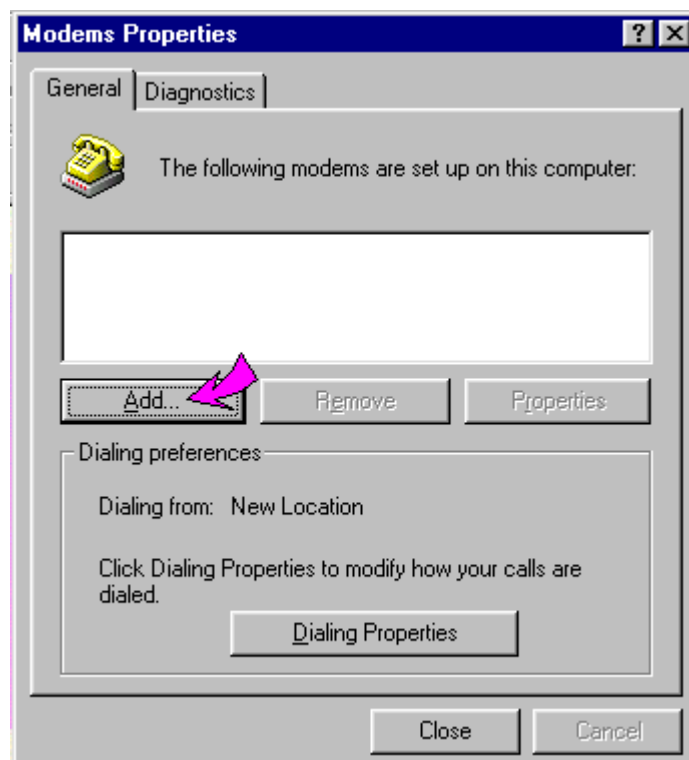 Modems Properties
General Diagnostics
The following modems are set up on this computer:
Add... Remove Properties
Dialing preferences
Dialing from: New Location
Click Dialing Properties to modify how your calls are
dialed.
Dialing Properties
Close Cancel